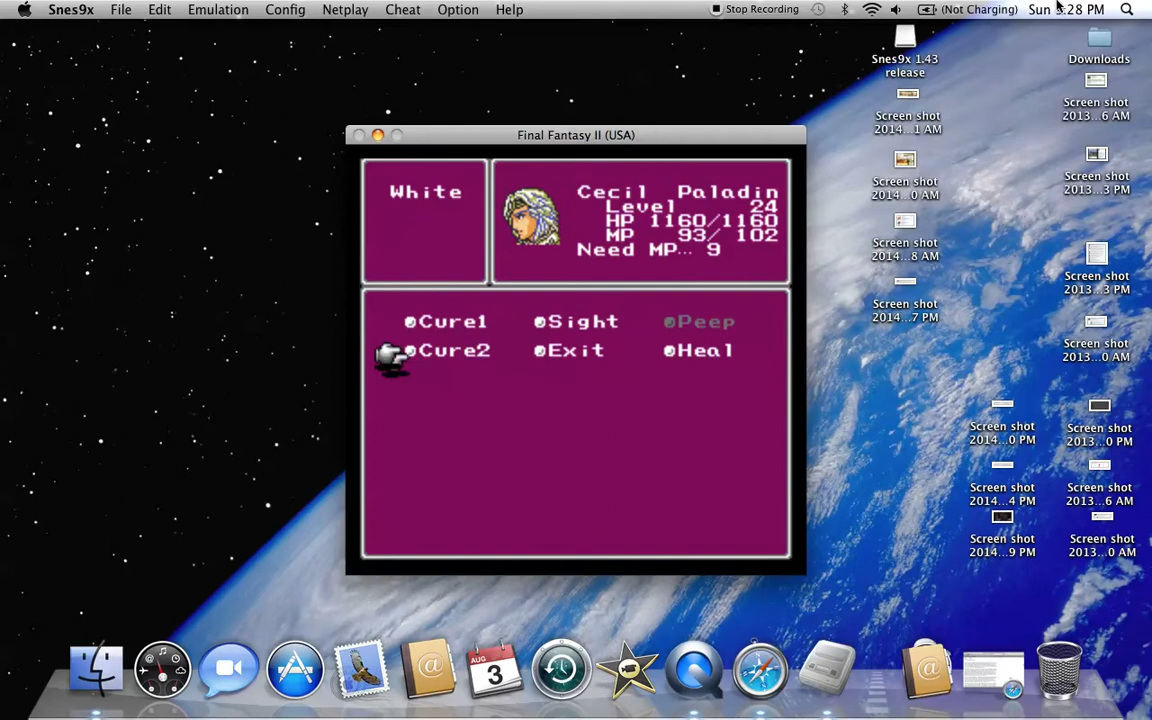 Snes9x File Edit Emulation Config Netplay Cheat Option Help Stop Recording (Not Charging) Sun :28 PM
Snes9x 1.43
release
Downloads
Screen shot
2013...6 AM
Screen shot
2014...1 AM
Final Fantasy II (USA)
Screen shot
2014...0 AM
Screen shot
2013...3 PM
White
Cecil Paladin
Level 24
HP 1160/1160
MP 93/ 102
Need MP... 9
Screen shot
2014...8 AM
Screen shot
2013...3 PM
Screen shot
2014...7 PM
Cure1 Sight Peep
Cure2 Exit Heal
Screen shot
2013...0 AM
Screen shot
2014...0 PM
Screen shot
2013...0 PM
Screen shot
2014...4 PM
Screen shot
2013...6 AM
Screen shot
2014...9 PM
Screen shot
2013...0 AM
AUG
3
@
@